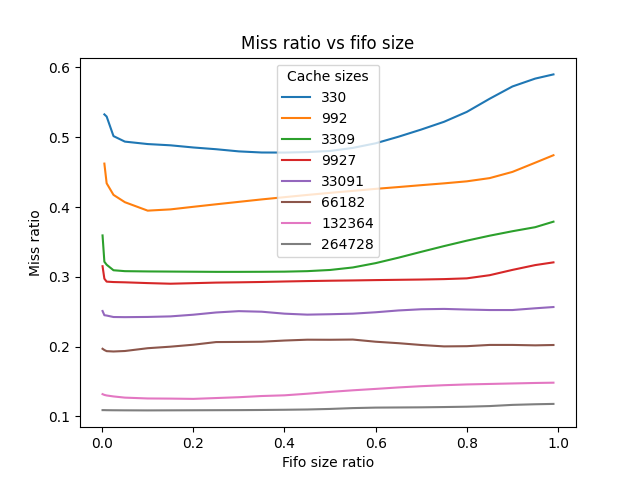 Miss ratio vs fifo size
Cache sizes
330
992
3309
9927
33091
66182
132364
264728
Miss ratio
0.6
0.5
0.4
0.3
0.2
0.1
0.0 0.2 0.4 0.6 0.8 1.0
Fifo size ratio